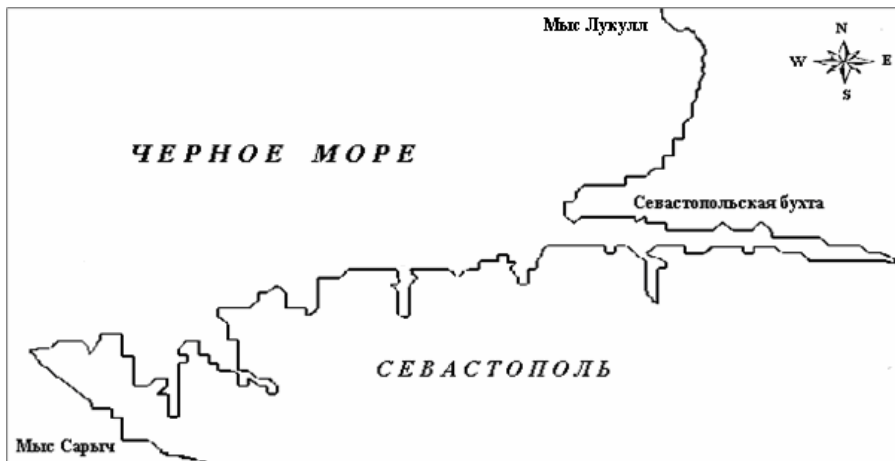 Мыс Лукулл
N
W E
S
ЧЕРНОЕ МОРЕ
Севастопольская бухта
СЕВАСТОПОЛЬ
Мыс Сарыч